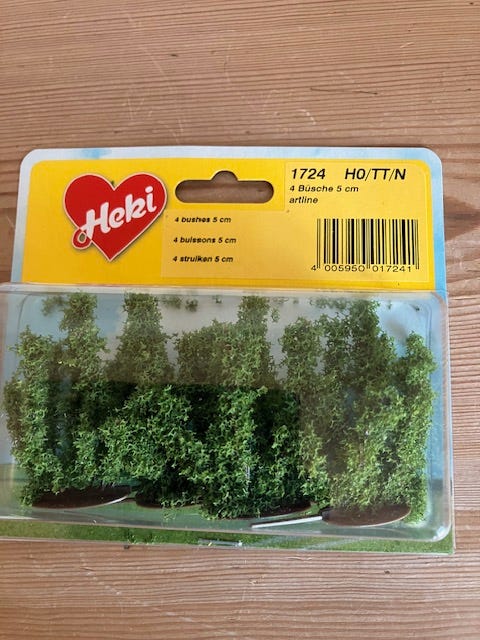 Heki
1724 H0/TT/N
4 Büsche 5 cm
artline
4 bushes 5 cm
4 buissons 5 cm
4 struiken 5 cm
4 005950 017241